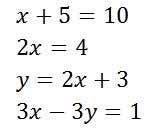 x + 5 = 10
2x = 4
y = 2x + 3
3x − 3y = 1